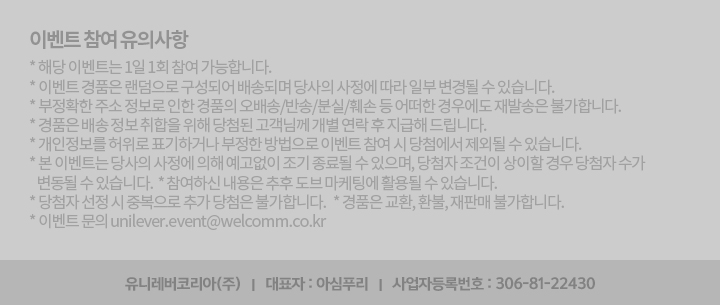 이벤트 참여 유의사항
* 해당 이벤트는 1일 1회 참여 가능합니다.
* 이벤트 경품은 랜덤으로 구성되어 배송되며 당사의 사정에 따라 일부 변경될 수 있습니다.
* 부정확한 주소 정보로 인한 경품의 오배송/반송/분실/훼손 등 어떠한 경우에도 재발송은 불가합니다.
* 경품은 배송 정보 취합을 위해 당첨된 고객님께 개별 연락 후 지급해 드립니다.
* 개인정보를 허위로 표기하거나 부정한 방법으로 이벤트 참여 시 당첨에서 제외될 수 있습니다.
* 본 이벤트는 당사의 사정에 의해 예고없이 조기 종료될 수 있으며, 당첨자 조건이 상이할 경우 당첨자 수가
변동될 수 있습니다. * 참여하신 내용은 추후 도브 마케팅에 활용될 수 있습니다.
* 당첨자 선정 시 중복으로 추가 당첨은 불가합니다. * 경품은 교환, 환불, 재판매 불가합니다.
* 이벤트 문의 unilever.event@welcomm.co.kr
유니레버코리아(주) | 대표자 : 아심푸리 | 사업자등록번호 : 306-81-22430